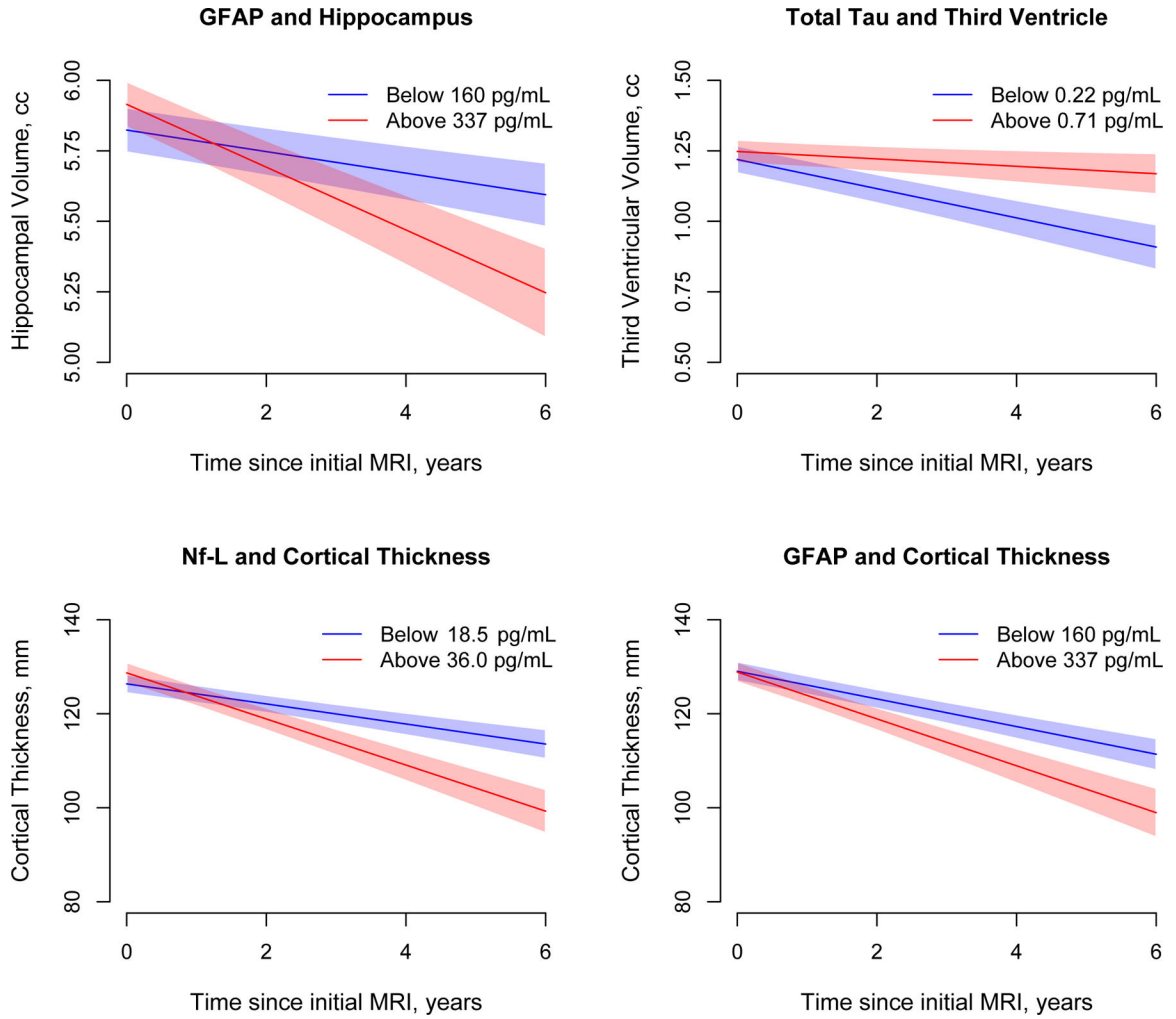 GFAP and Hippocampus
Hippocampal Volume, cc
6.00
5.75
5.50
5.25
5.00
Below 160 pg/mL
Above 337 pg/mL
0 2 4 6
Time since initial MRI, years
Total Tau and Third Ventricle
Third Ventricular Volume, cc
1.50
1.25
1.00
0.75
0.50
Below 0.22 pg/mL
Above 0.71 pg/mL
0 2 4 6
Time since initial MRI, years
Nf-L and Cortical Thickness
Cortical Thickness, mm
140
120
100
80
Below 18.5 pg/mL
Above 36.0 pg/mL
0 2 4 6
Time since initial MRI, years
GFAP and Cortical Thickness
Cortical Thickness, mm
140
120
100
80
Below 160 pg/mL
Above 337 pg/mL
0 2 4 6
Time since initial MRI, years